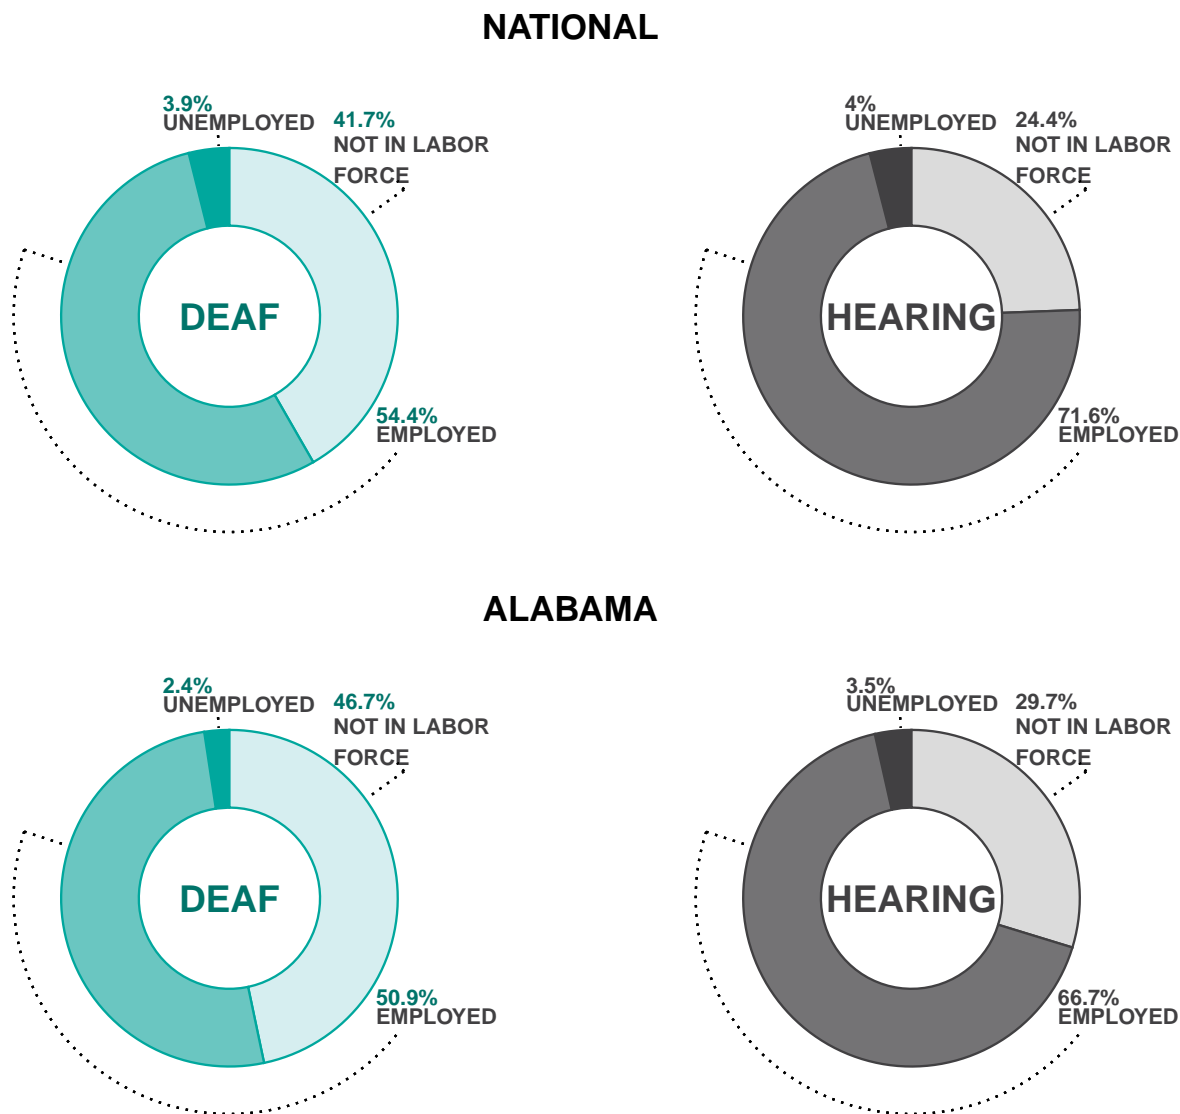 NATIONAL
3.9%
UNEMPLOYED
41.7%
NOT IN LABOR
FORCE
DEAF
54.4%
EMPLOYED
4%
UNEMPLOYED
24.4%
NOT IN LABOR
FORCE
HEARING
71.6%
EMPLOYED
ALABAMA
2.4%
UNEMPLOYED
46.7%
NOT IN LABOR
FORCE
DEAF
50.9%
EMPLOYED
3.5%
UNEMPLOYED
29.7%
NOT IN LABOR
FORCE
HEARING
66.7%
EMPLOYED